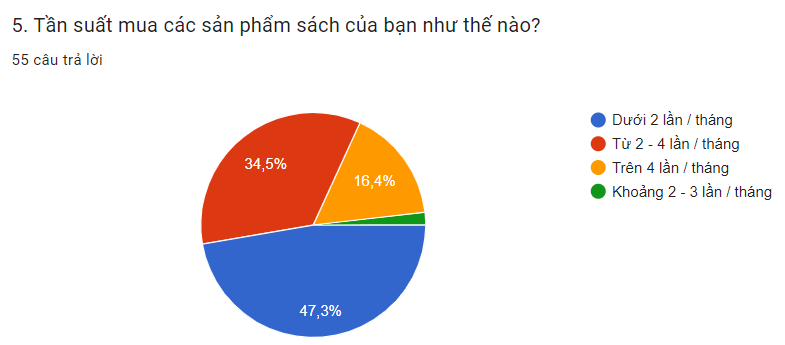 5. Tần suất mua các sản phẩm sách của bạn như thế nào?
55 câu trả lời
Dưới 2 lần / tháng
Từ 2 - 4 lần / tháng
Trên 4 lần / tháng
Khoảng 2 - 3 lần / tháng
34,5%
16,4%
47,3%